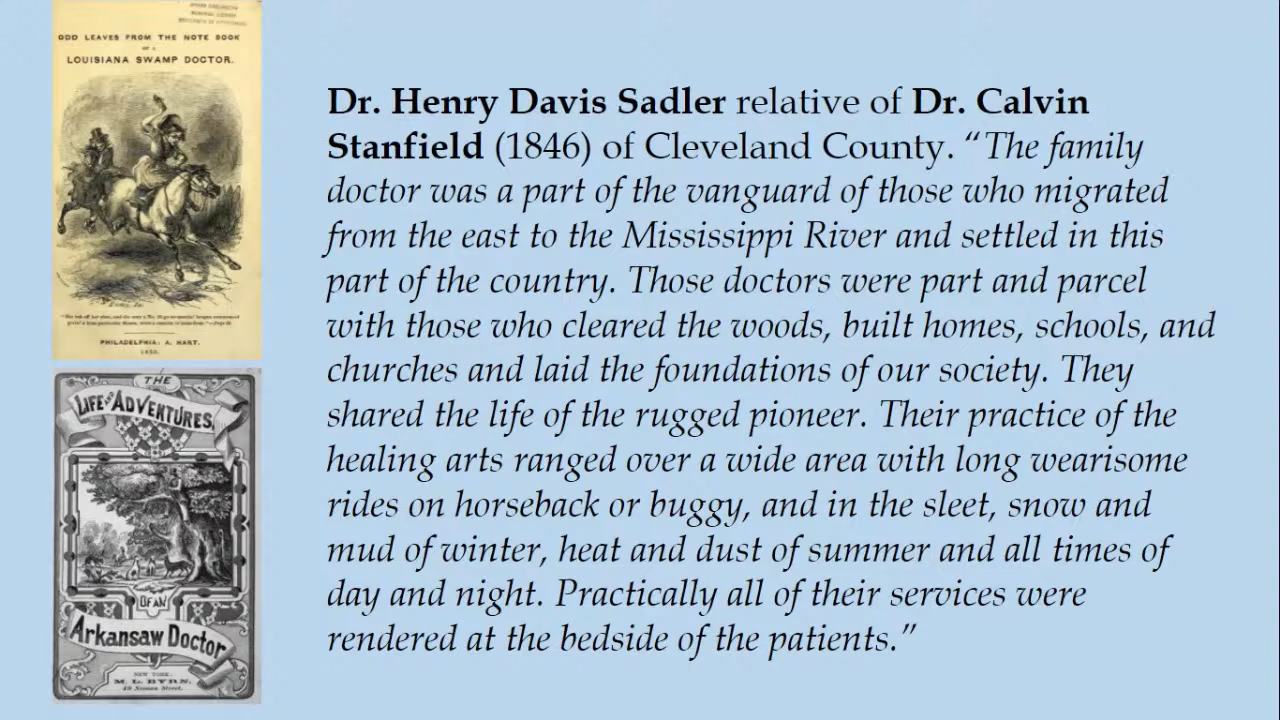 ODD LEAVES FROM THE NOTE BOOK
OF A
LOUISIANA SWAMP DOCTOR.
PHILADELPHIA: A. HART.
1850.
THE
LIFE AND ADVENTURES
OF AN
Arkansaw Doctor
NEW YORK:
M. L. BYRN,
49 Nassau Street.
Dr. Henry Davis Sadler relative of Dr. Calvin
Stanfield (1846) of Cleveland County. “The family
doctor was a part of the vanguard of those who migrated
from the east to the Mississippi River and settled in this
part of the country. Those doctors were part and parcel
with those who cleared the woods, built homes, schools, and
churches and laid the foundations of our society. They
shared the life of the rugged pioneer. Their practice of the
healing arts ranged over a wide area with long wearisome
rides on horseback or buggy, and in the sleet, snow and
mud of winter, heat and dust of summer and all times of
day and night. Practically all of their services were
rendered at the bedside of the patients.”